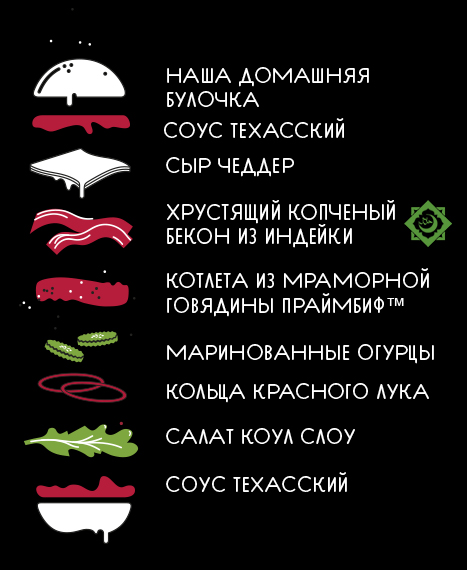 НАША ДОМАШНЯЯ
БУЛОЧКА
СОУС ТЕХАССКИЙ
СЫР ЧЕДДЕР
ХРУСТЯЩИЙ КОПЧЕНЫЙ
БЕКОН ИЗ ИНДЕЙКИ
КОТЛЕТА ИЗ МРАМОРНОЙ
ГОВЯДИНЫ ПРАЙМБИФ™
МАРИНОВАННЫЕ ОГУРЦЫ
КОЛЬЦА КРАСНОГО ЛУКА
САЛАТ КОУЛ СЛОУ
СОУС ТЕХАССКИЙ